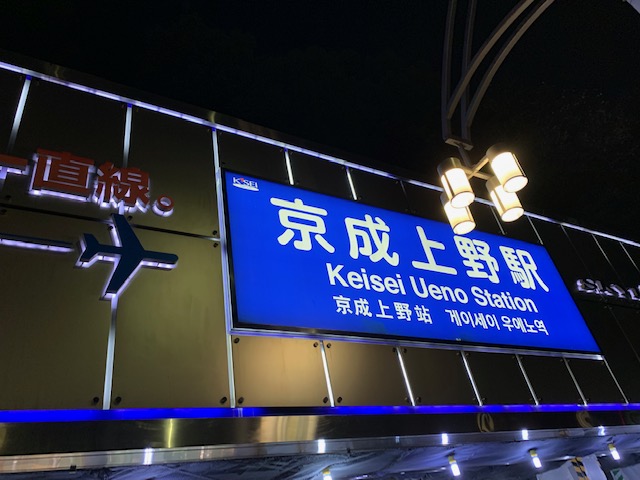 一直線。
KEISEI
京成上野駅
Keisei Ueno Station
京成上野站 게이세이 우에노역